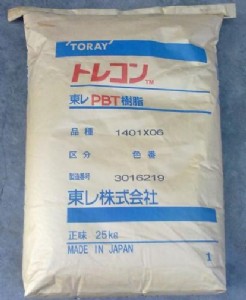 'TORAY'
トレコン™
東レPBT樹脂
品種 1401X06
区分 色番
製造番号 3016219
東レ株式会社
正味 25kg
MADE IN JAPAN
1